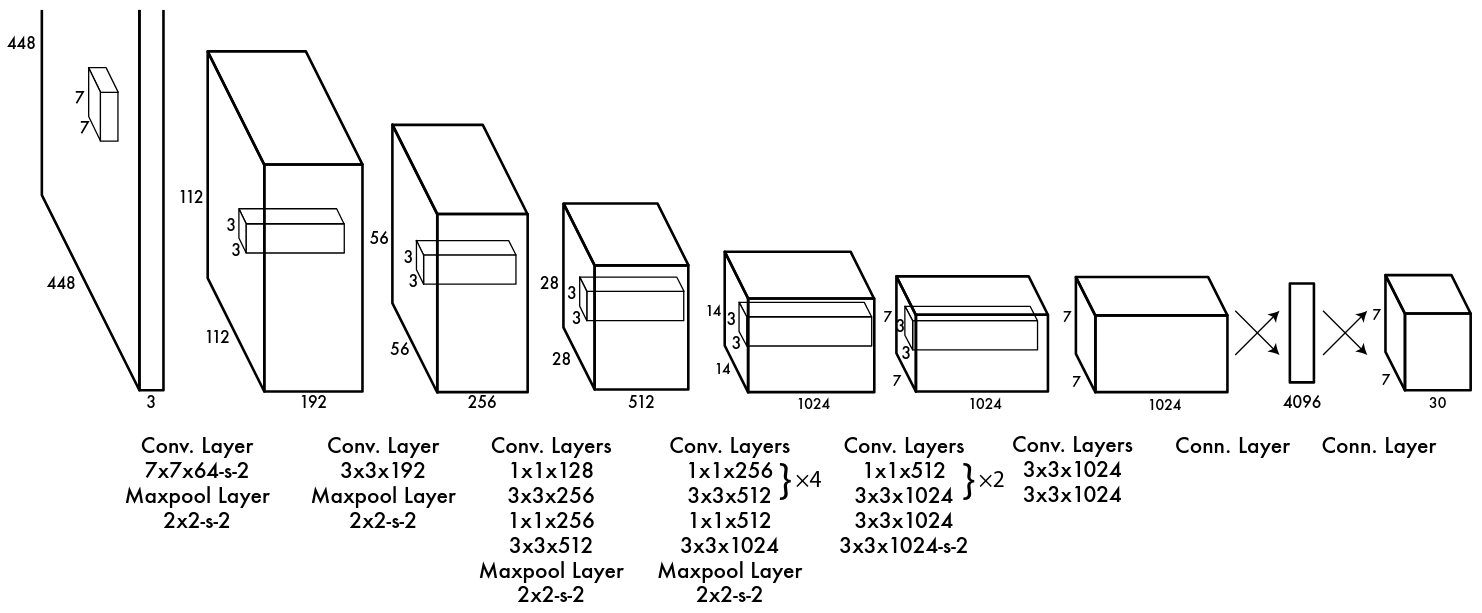 448
7
7
448
3
112
3
3
112
192
56
3
3
56
256
28
3
3
28
512
14
3
3
14
1024
7
3
3
7
1024
7
7
1024
4096
7
7
30
Conv. Layer
7x7x64-s-2
Maxpool Layer
2x2-s-2
Conv. Layer
3x3x192
Maxpool Layer
2x2-s-2
Conv. Layers
1x1x128
3x3x256
1x1x256
3x3x512
Maxpool Layer
2x2-s-2
Conv. Layers
1x1x256
3x3x512
} ×4
1x1x512
3x3x1024
Maxpool Layer
2x2-s-2
Conv. Layers
1x1x512
3x3x1024
} ×2
3x3x1024
3x3x1024-s-2
Conv. Layers
3x3x1024
3x3x1024
Conn. Layer
Conn. Layer